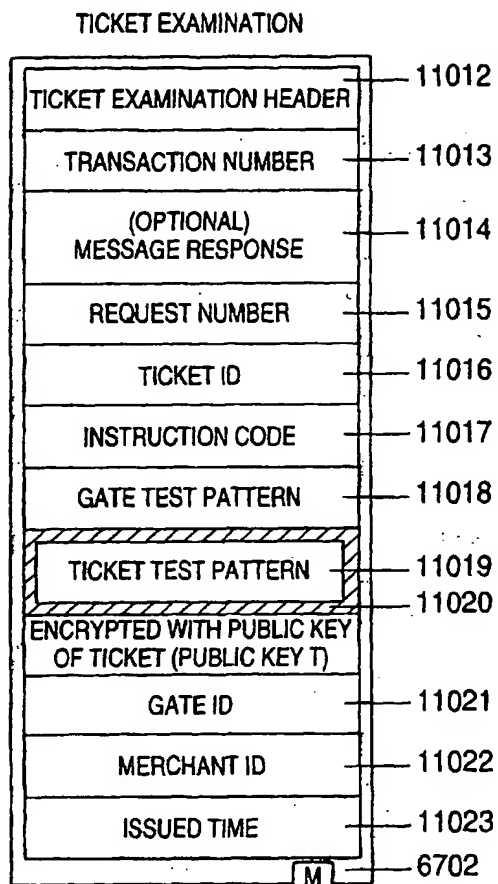 TICKET EXAMINATION
TICKET EXAMINATION HEADER 11012
TRANSACTION NUMBER 11013
(OPTIONAL)
MESSAGE RESPONSE 11014
REQUEST NUMBER 11015
TICKET ID 11016
INSTRUCTION CODE 11017
GATE TEST PATTERN 11018
TICKET TEST PATTERN 11019
11020
ENCRYPTED WITH PUBLIC KEY
OF TICKET (PUBLIC KEY T)
GATE ID 11021
MERCHANT ID 11022
ISSUED TIME 11023
M 6702